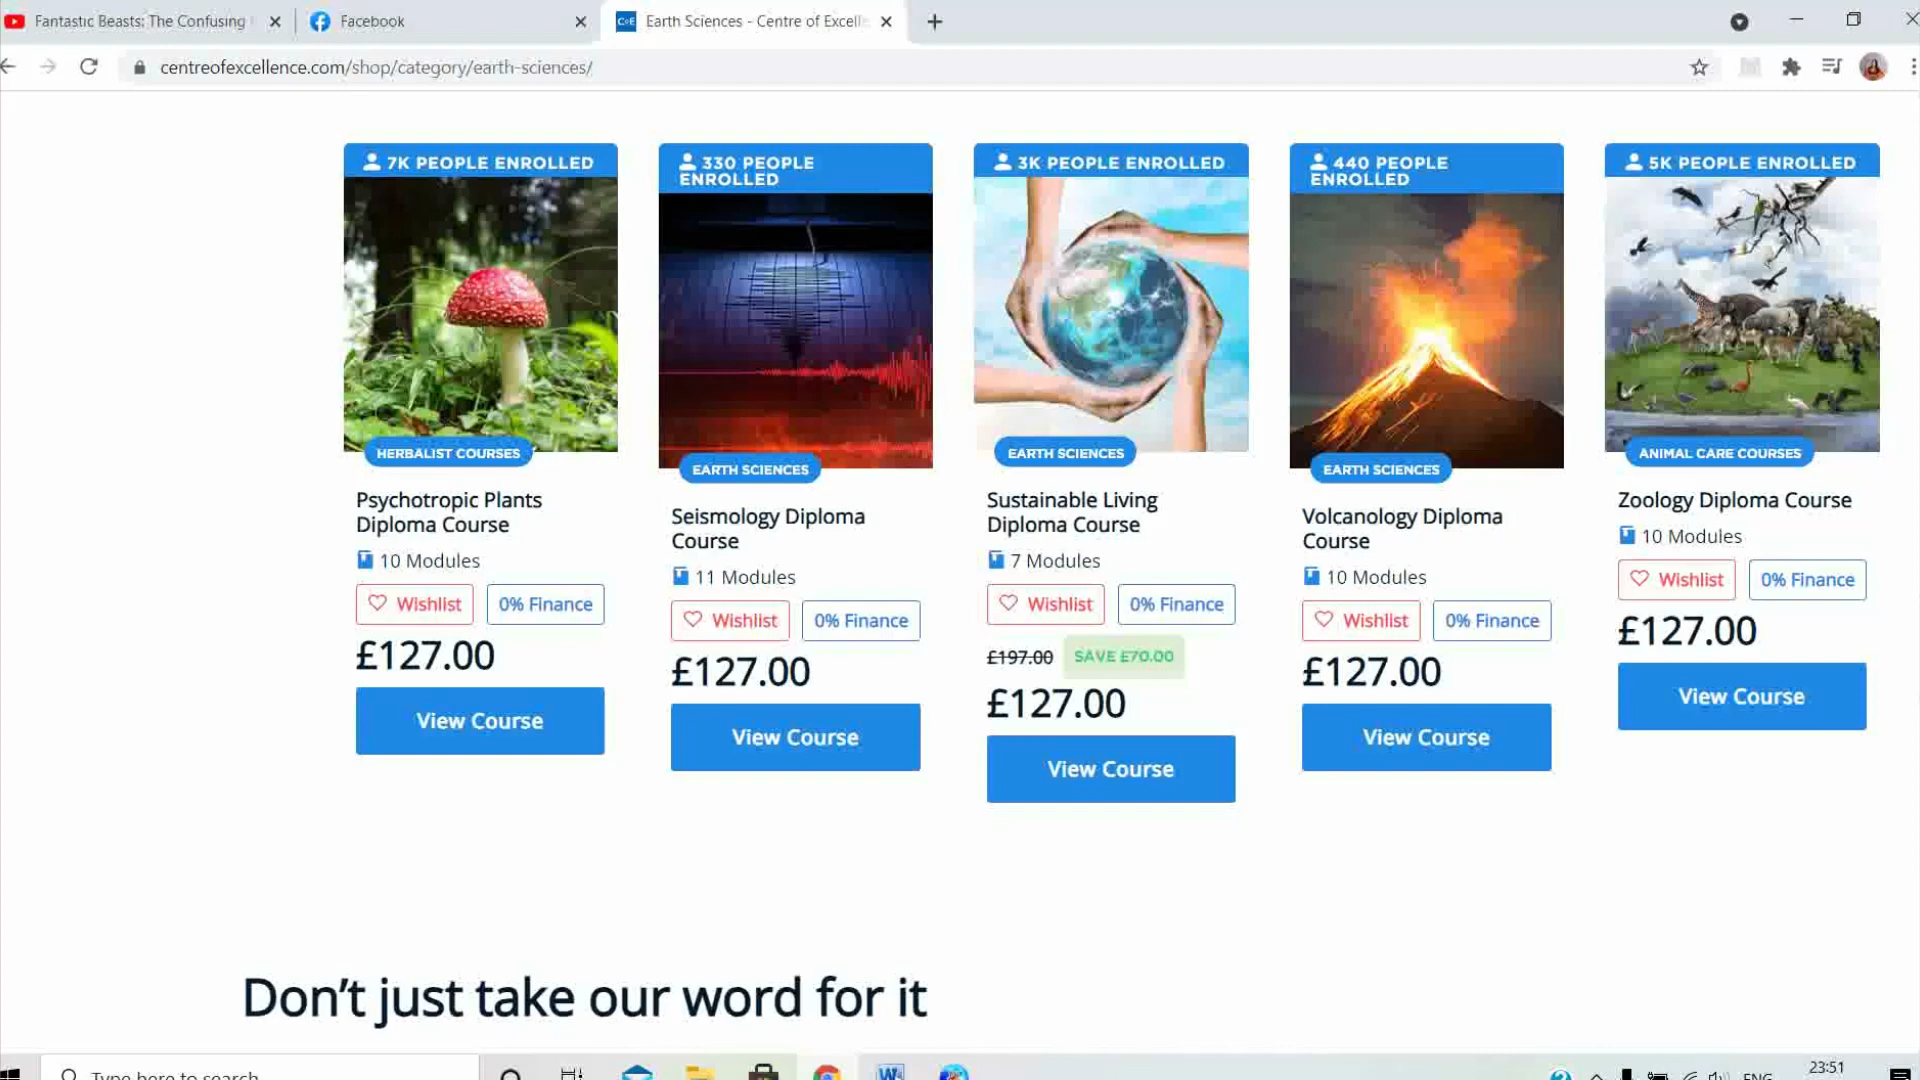 Fantastic Beasts: The Confusing
Facebook
Earth Sciences - Centre of Excell
centreofexcellence.com/shop/category/earth-sciences/
7K PEOPLE ENROLLED
330 PEOPLE
ENROLLED
3K PEOPLE ENROLLED
440 PEOPLE
ENROLLED
5K PEOPLE ENROLLED
HERBALIST COURSES
EARTH SCIENCES
EARTH SCIENCES
EARTH SCIENCES
ANIMAL CARE COURSES
Psychotropic Plants
Diploma Course
10 Modules
Wishlist
0% Finance
£127.00
View Course
Seismology Diploma
Course
11 Modules
Wishlist
0% Finance
£127.00
View Course
Sustainable Living
Diploma Course
7 Modules
Wishlist
0% Finance
£197.00 SAVE £70.00
£127.00
View Course
Volcanology Diploma
Course
10 Modules
Wishlist
0% Finance
£127.00
View Course
Zoology Diploma Course
10 Modules
Wishlist
0% Finance
£127.00
View Course
Don't just take our word for it
Type here to search
ENG
23:51